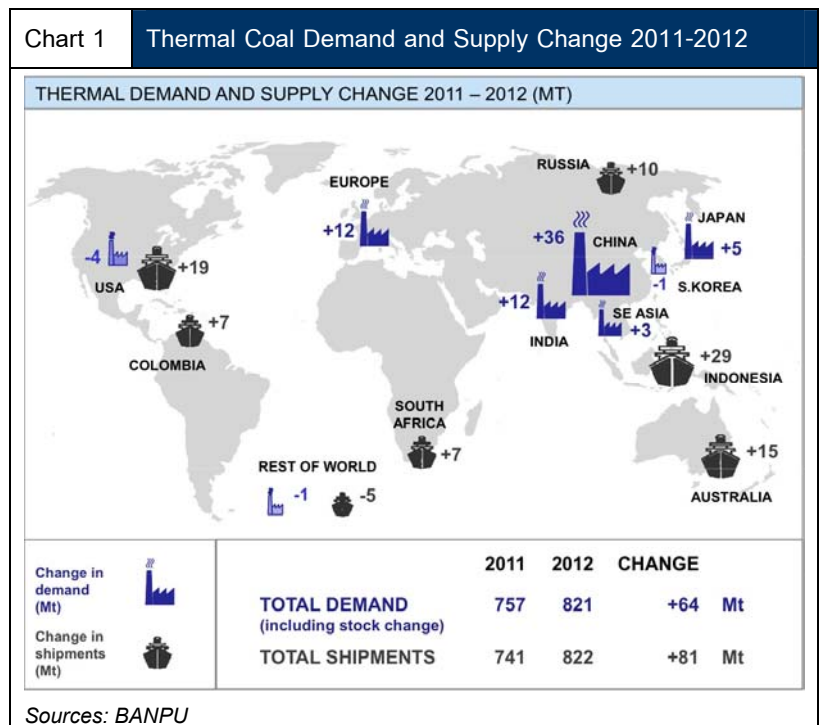 Chart 1
Thermal Coal Demand and Supply Change 2011-2012
THERMAL DEMAND AND SUPPLY CHANGE 2011 – 2012 (MT)
RUSSIA
+10
EUROPE
+12
JAPAN
+5
+36
CHINA
-4
+19
USA
-1
S.KOREA
+12
INDIA
SE ASIA
+3
+7
COLOMBIA
+29
INDONESIA
SOUTH
AFRICA
+7
+15
AUSTRALIA
REST OF WORLD
-1
-5
Change in
demand
(Mt)
Change in
shipments
(Mt)
2011 2012 CHANGE
TOTAL DEMAND 757 821 +64 Mt
(including stock change)
TOTAL SHIPMENTS 741 822 +81 Mt
Sources: BANPU